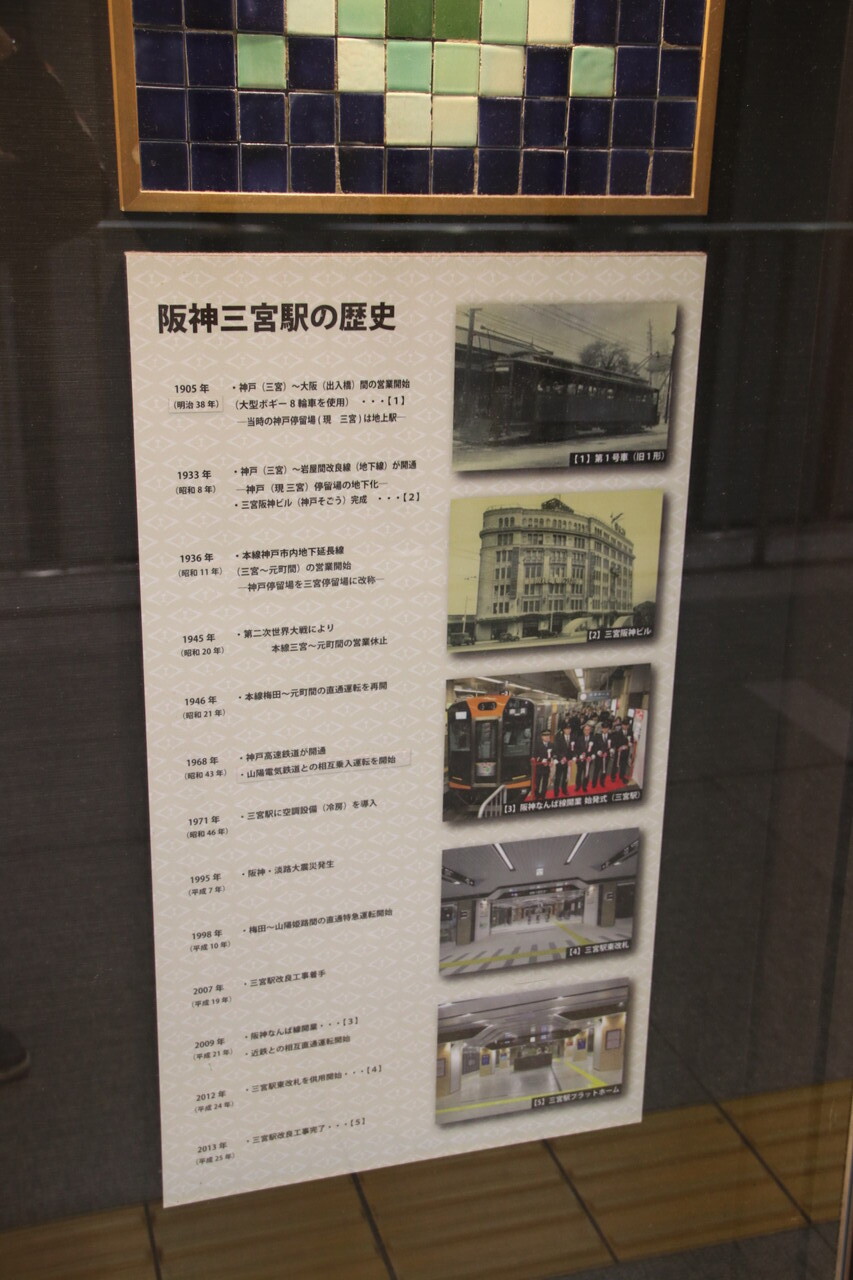 阪神三宮駅の歴史
1905年 ・神戸（三宮）～大阪（出入橋）間の営業開始
（明治38年） （大型ボギー8輪車を使用） ・・・【1】
―当時の神戸停留場(現 三宮)は地上駅―
1933年 ・神戸（三宮）～岩屋間改良線（地下線）が開通
（昭和8年） ―神戸（現三宮）停留場の地下化―
・三宮阪神ビル（神戸そごう）完成 ・・・【2】
1936年 ・本線神戸市内地下延長線
（昭和11年） （三宮～元町間）の営業開始
―神戸停留場を三宮停留場に改称―
1945年 ・第二次世界大戦により
（昭和20年） 本線三宮～元町間の営業休止
1946年 ・本線梅田～元町間の直通運転を再開
（昭和21年）
1968年 ・神戸高速鉄道が開通
（昭和43年） ・山陽電気鉄道との相互乗入運転を開始
1971年 ・三宮駅に空調設備（冷房）を導入
（昭和46年）
1995年 ・阪神・淡路大震災発生
（平成7年）
1998年 ・梅田～山陽姫路間の直通特急運転開始
（平成10年）
2007年 ・三宮駅改良工事着手
（平成19年）
2009年 ・阪神なんば線開業・・・【3】
（平成21年） ・近鉄との相互直通運転開始
2012年 ・三宮駅東改札を供用開始・・・【4】
（平成24年）
2013年 ・三宮駅改良工事完了・・・【5】
（平成25年）
【1】第1号車（旧1形）
【2】三宮阪神ビル
【3】阪神なんば線開業 始発式（三宮駅）
【4】三宮駅東改札
【5】三宮駅プラットホーム